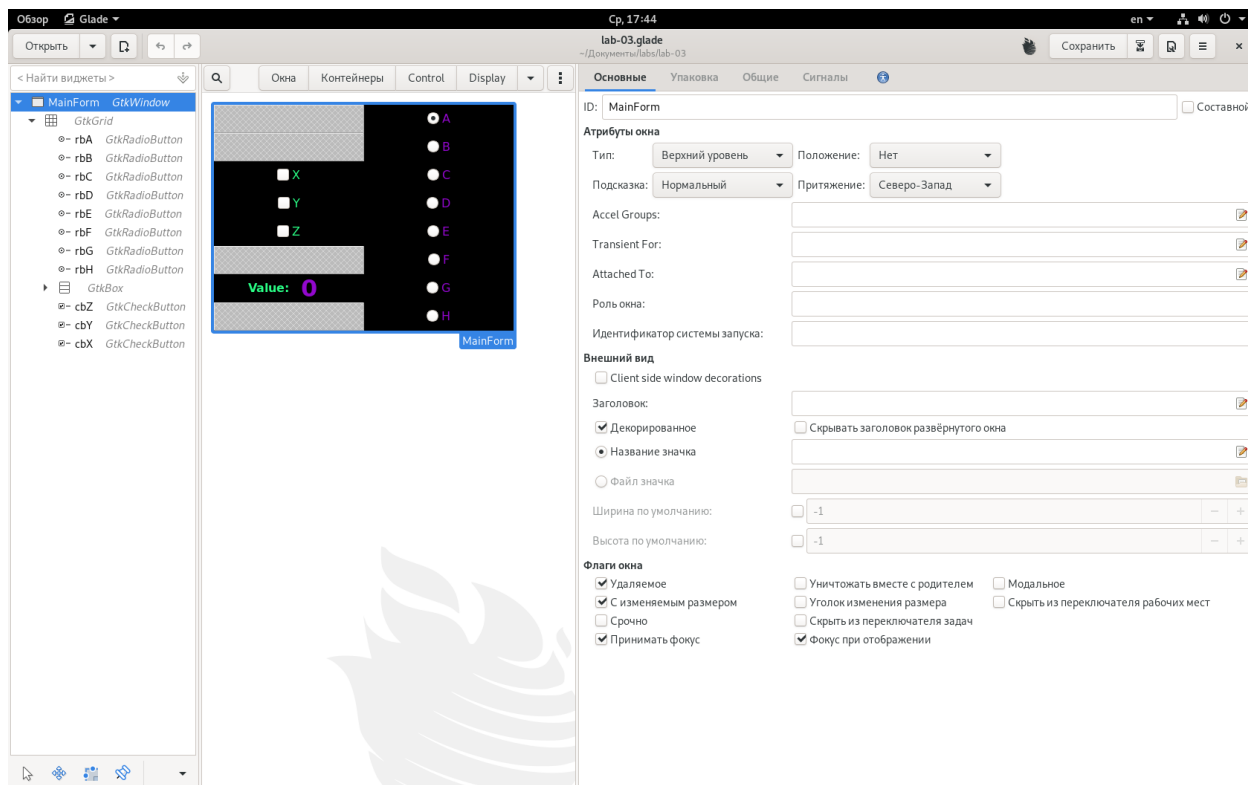 Обзор Glade Ср, 17:44 en
Открыть lab-03.glade Сохранить
~/Документы/labs/lab-03
< Найти виджеты > Окна Контейнеры Control Display Основные Упаковка Общие Сигналы
MainForm GtkWindow
GtkGrid
rbA GtkRadioButton
rbB GtkRadioButton
rbC GtkRadioButton
rbD GtkRadioButton
rbE GtkRadioButton
rbF GtkRadioButton
rbG GtkRadioButton
rbH GtkRadioButton
GtkBox
cbZ GtkCheckButton
cbY GtkCheckButton
cbX GtkCheckButton
A
B
X C
Y D
Z E
F
Value: 0 G
H
MainForm
ID: MainForm Составной
Атрибуты окна
Тип: Верхний уровень Положение: Нет
Подсказка: Нормальный Притяжение: Северо-Запад
Accel Groups:
Transient For:
Attached To:
Роль окна:
Идентификатор системы запуска:
Внешний вид
Client side window decorations
Заголовок:
Декорированное Скрывать заголовок развёрнутого окна
Название значка
Файл значка
Ширина по умолчанию: -1
Высота по умолчанию: -1
Флаги окна
Удаляемое Уничтожать вместе с родителем Модальное
С изменяемым размером Уголок изменения размера Скрыть из переключателя рабочих мест
Срочно Скрыть из переключателя задач
Принимать фокус Фокус при отображении